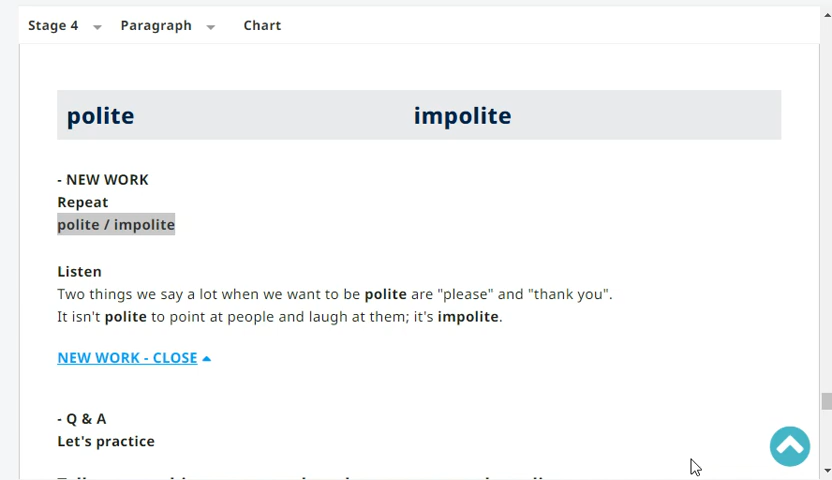 Stage 4 Paragraph Chart
polite impolite
- NEW WORK
Repeat
polite / impolite
Listen
Two things we say a lot when we want to be polite are "please" and "thank you".
It isn't polite to point at people and laugh at them; it's impolite.
NEW WORK - CLOSE
- Q & A
Let's practice